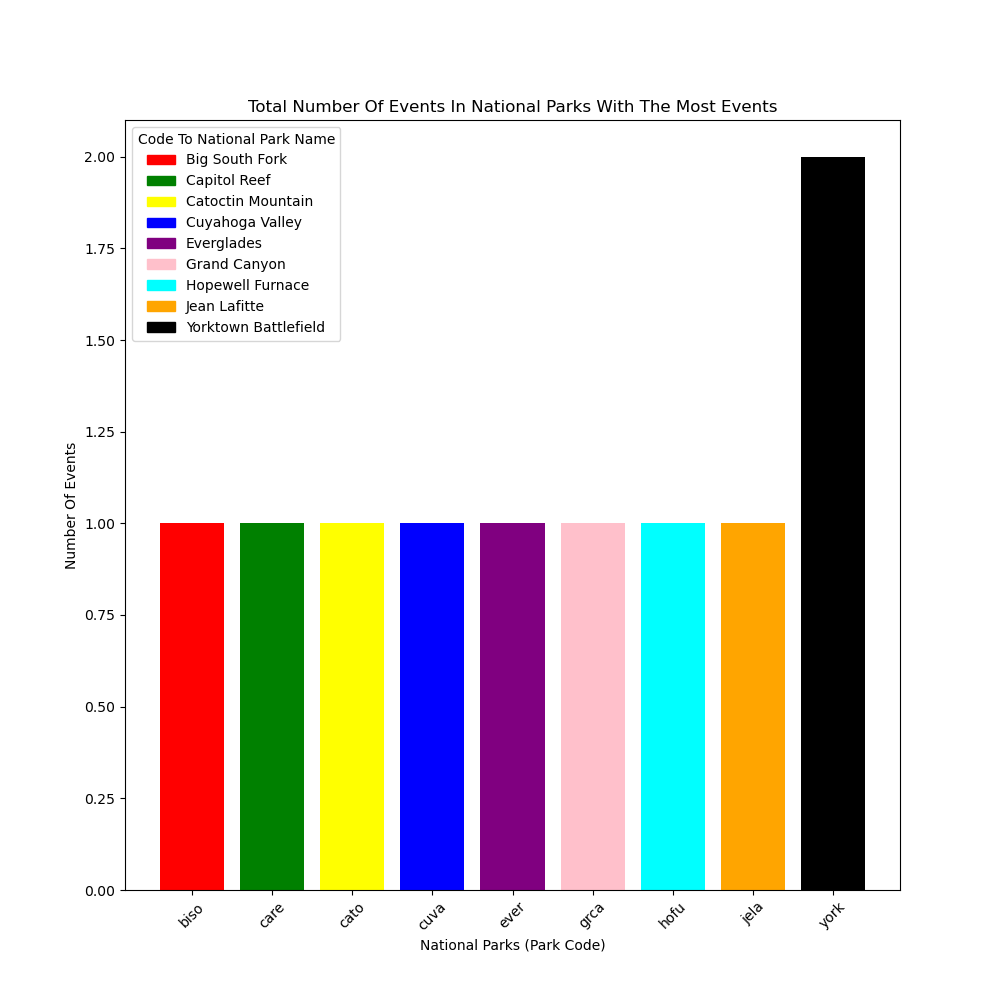 Total Number Of Events In National Parks With The Most Events
Code To National Park Name
Big South Fork
Capitol Reef
Catoctin Mountain
Cuyahoga Valley
Everglades
Grand Canyon
Hopewell Furnace
Jean Lafitte
Yorktown Battlefield
Number Of Events
2.00
1.75
1.50
1.25
1.00
0.75
0.50
0.25
0.00
biso
care
cato
cuva
ever
grca
hofu
jela
york
National Parks (Park Code)